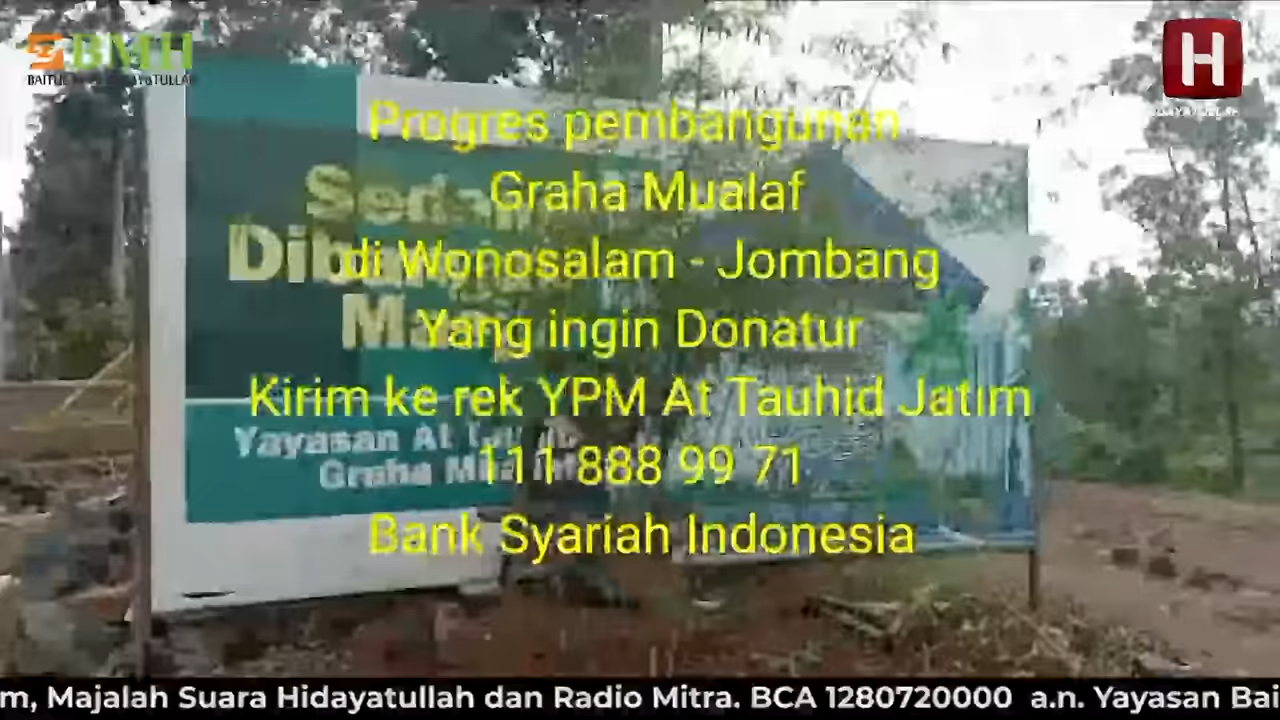 BMH
H
Progres pembangunan
Graha Mualaf
di Wonosalam - Jombang
Yang ingin Donatur
Kirim ke rek YPM At Tauhid Jatim
111 888 99 71
Bank Syariah Indonesia
Yayasan At
Graha
m, Majalah Suara Hidayatullah dan Radio Mitra. BCA 1280720000 a.n. Yayasan Bai